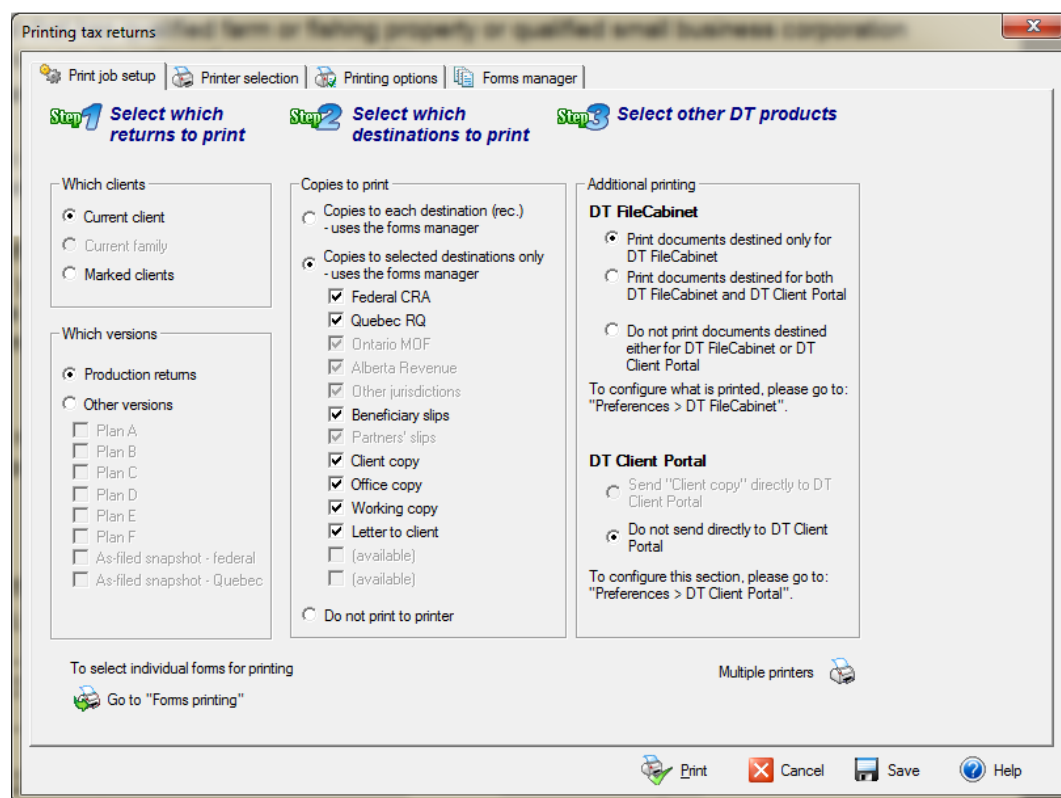 ified farm or fishing property or qualified small business corporation
Printing tax returns
Print job setup
Printer selection
Printing options
Forms manager
Step 1 Select which
returns to print
Step 2 Select which
destinations to print
Step 3 Select other DT products
Which clients
Current client
Current family
Marked clients
Which versions
Production returns
Other versions
Plan A
Plan B
Plan C
Plan D
Plan E
Plan F
As-filed snapshot - federal
As-filed snapshot - Quebec
Copies to print
Copies to each destination (rec.)
- uses the forms manager
Copies to selected destinations only
- uses the forms manager
Federal CRA
Quebec RQ
Ontario MOF
Alberta Revenue
Other jurisdictions
Beneficiary slips
Partners' slips
Client copy
Office copy
Working copy
Letter to client
(available)
(available)
Do not print to printer
Additional printing
DT FileCabinet
Print documents destined only for
DT FileCabinet
Print documents destined for both
DT FileCabinet and DT Client Portal
Do not print documents destined
either for DT FileCabinet or DT
Client Portal
To configure what is printed, please go to:
"Preferences > DT FileCabinet".
DT Client Portal
Send "Client copy" directly to DT
Client Portal
Do not send directly to DT Client
Portal
To configure this section, please go to:
"Preferences > DT Client Portal".
To select individual forms for printing
Go to "Forms printing"
Multiple printers
Print
Cancel
Save
Help